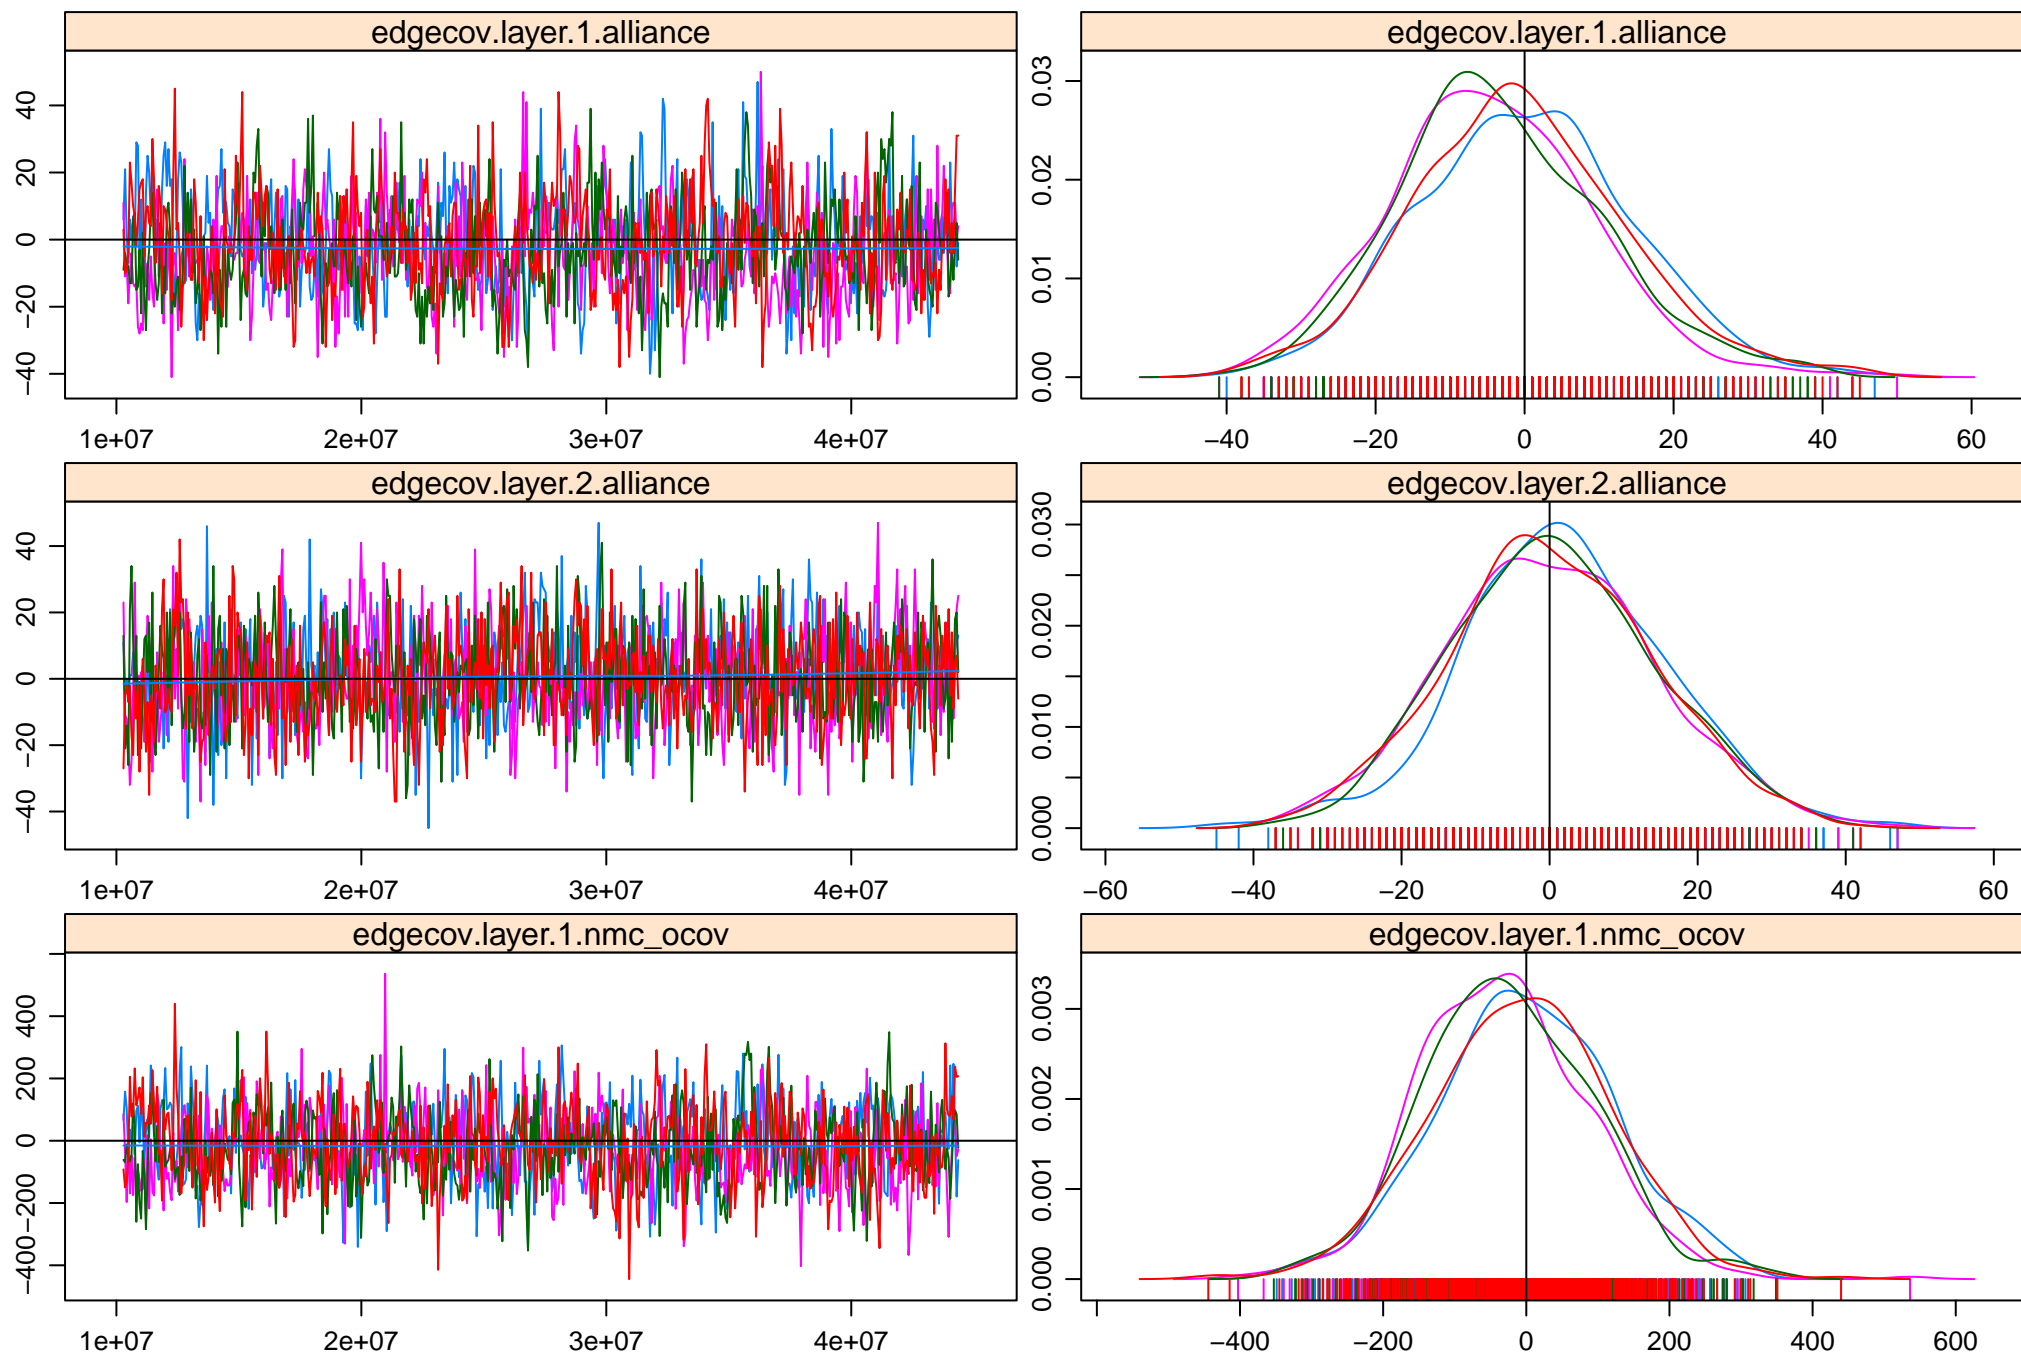 edgecov.layer.1.alliance
40
20
0
−20
−40
1e+07 2e+07 3e+07 4e+07
edgecov.layer.1.alliance
0.03
0.02
0.01
0.00
−40 −20 0 20 40 60
edgecov.layer.2.alliance
40
20
0
−20
−40
1e+07 2e+07 3e+07 4e+07
edgecov.layer.2.alliance
0.030
0.020
0.010
0.000
−60 −40 −20 0 20 40 60
edgecov.layer.1.nmc_ocov
400
200
0
−200
−400
1e+07 2e+07 3e+07 4e+07
edgecov.layer.1.nmc_ocov
0.003
0.002
0.001
0.000
−400 −200 0 200 400 600